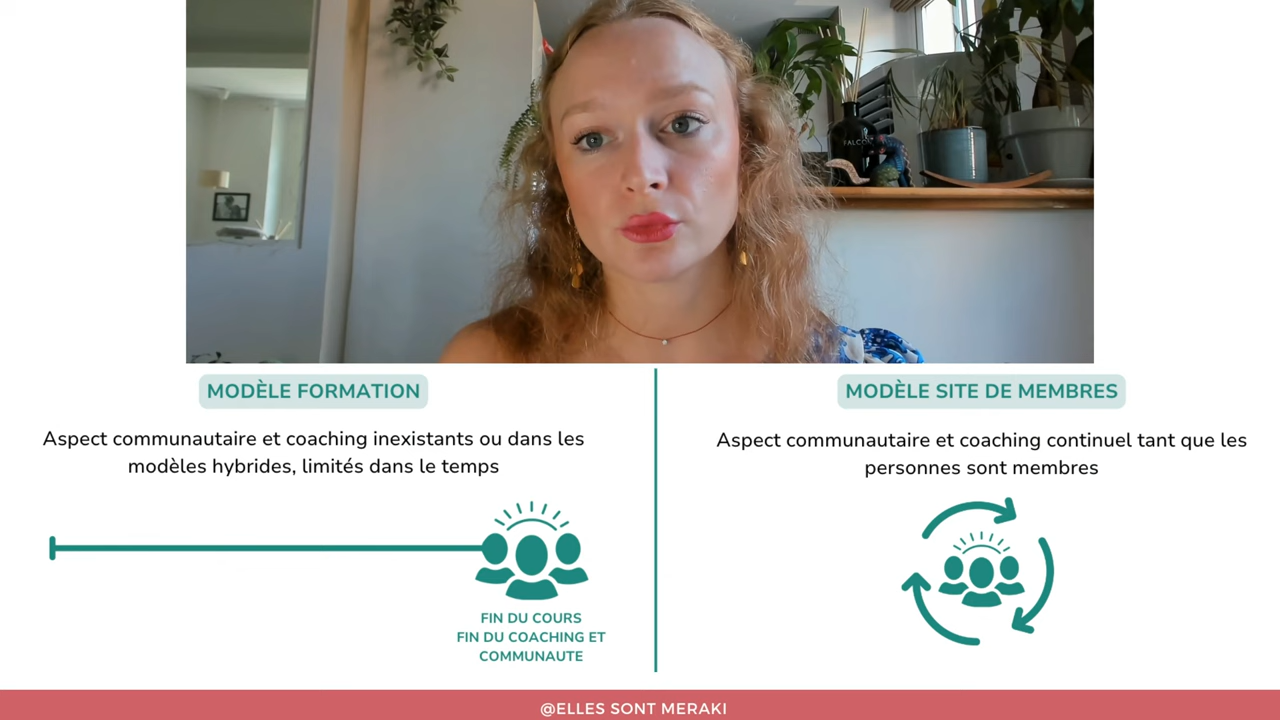 FALCON
MODÈLE FORMATION
Aspect communautaire et coaching inexistants ou dans les
modèles hybrides, limités dans le temps
FIN DU COURS
FIN DU COACHING ET
COMMUNAUTE
MODÈLE SITE DE MEMBRES
Aspect communautaire et coaching continuel tant que les
personnes sont membres
@ELLES SONT MERAKI